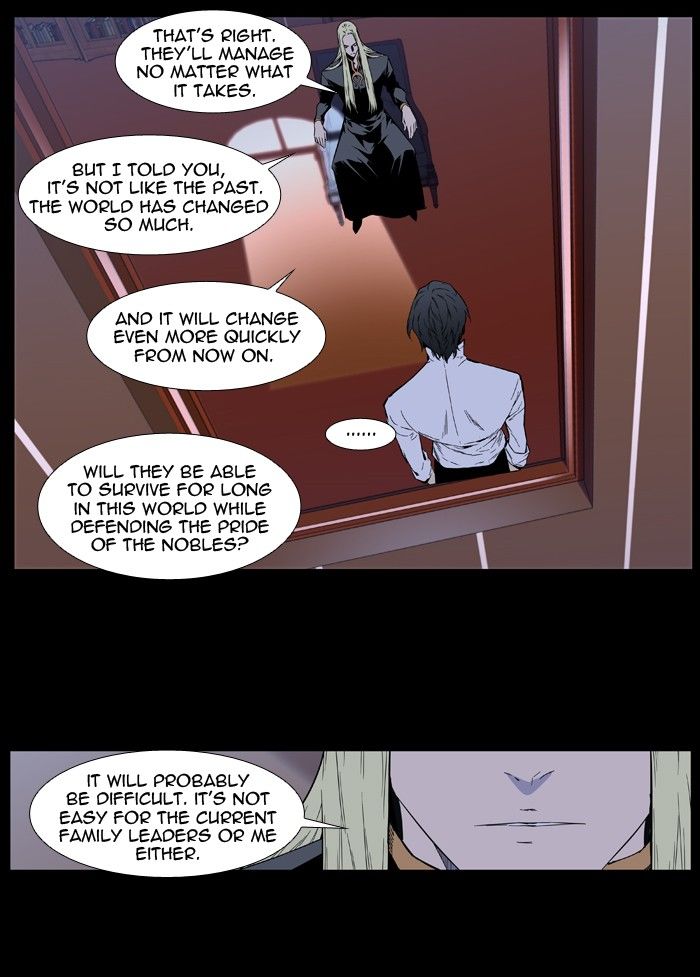 THAT'S RIGHT.
THEY'LL MANAGE
NO MATTER WHAT
IT TAKES.
BUT I TOLD YOU,
IT'S NOT LIKE THE PAST.
THE WORLD HAS CHANGED
SO MUCH.
AND IT WILL CHANGE
EVEN MORE QUICKLY
FROM NOW ON.
......
WILL THEY BE ABLE
TO SURVIVE FOR LONG
IN THIS WORLD WHILE
DEFENDING THE PRIDE
OF THE NOBLES?
IT WILL PROBABLY
BE DIFFICULT. IT'S NOT
EASY FOR THE CURRENT
FAMILY LEADERS OR ME
EITHER.